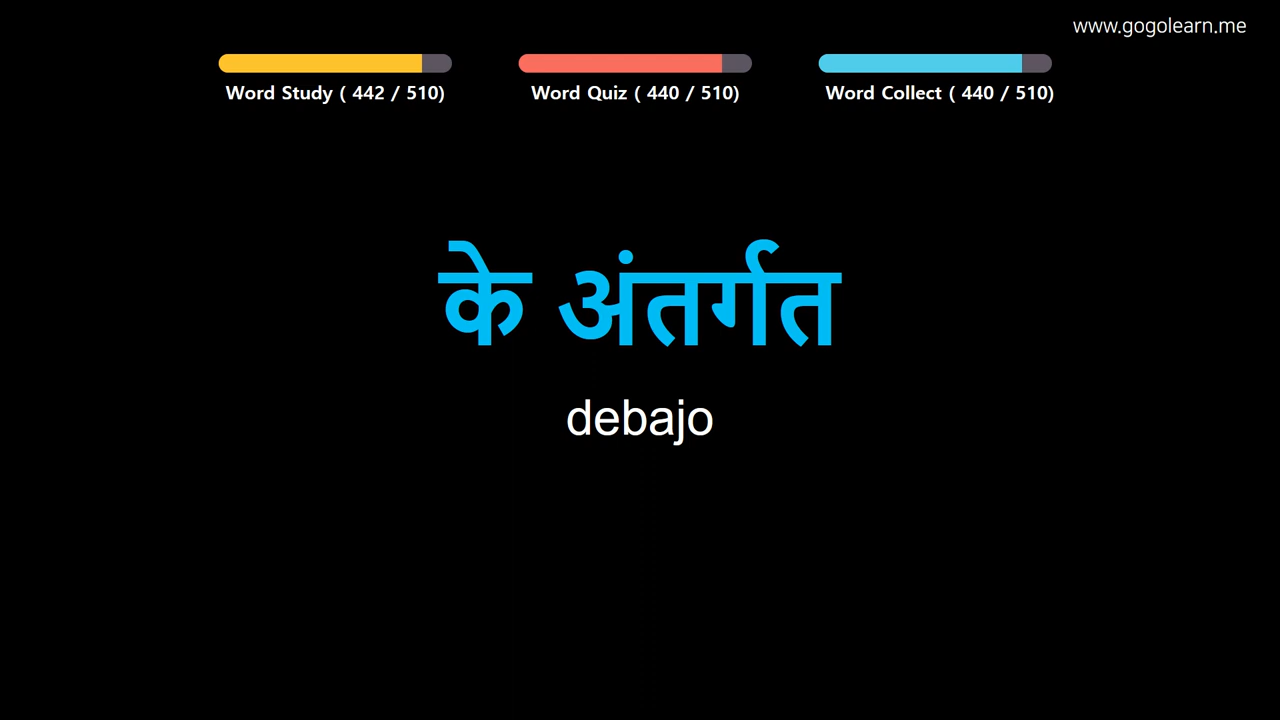 www.gogolearn.me
Word Study ( 442 / 510)
Word Quiz ( 440 / 510)
Word Collect ( 440 / 510)
के अंतर्गत
debajo